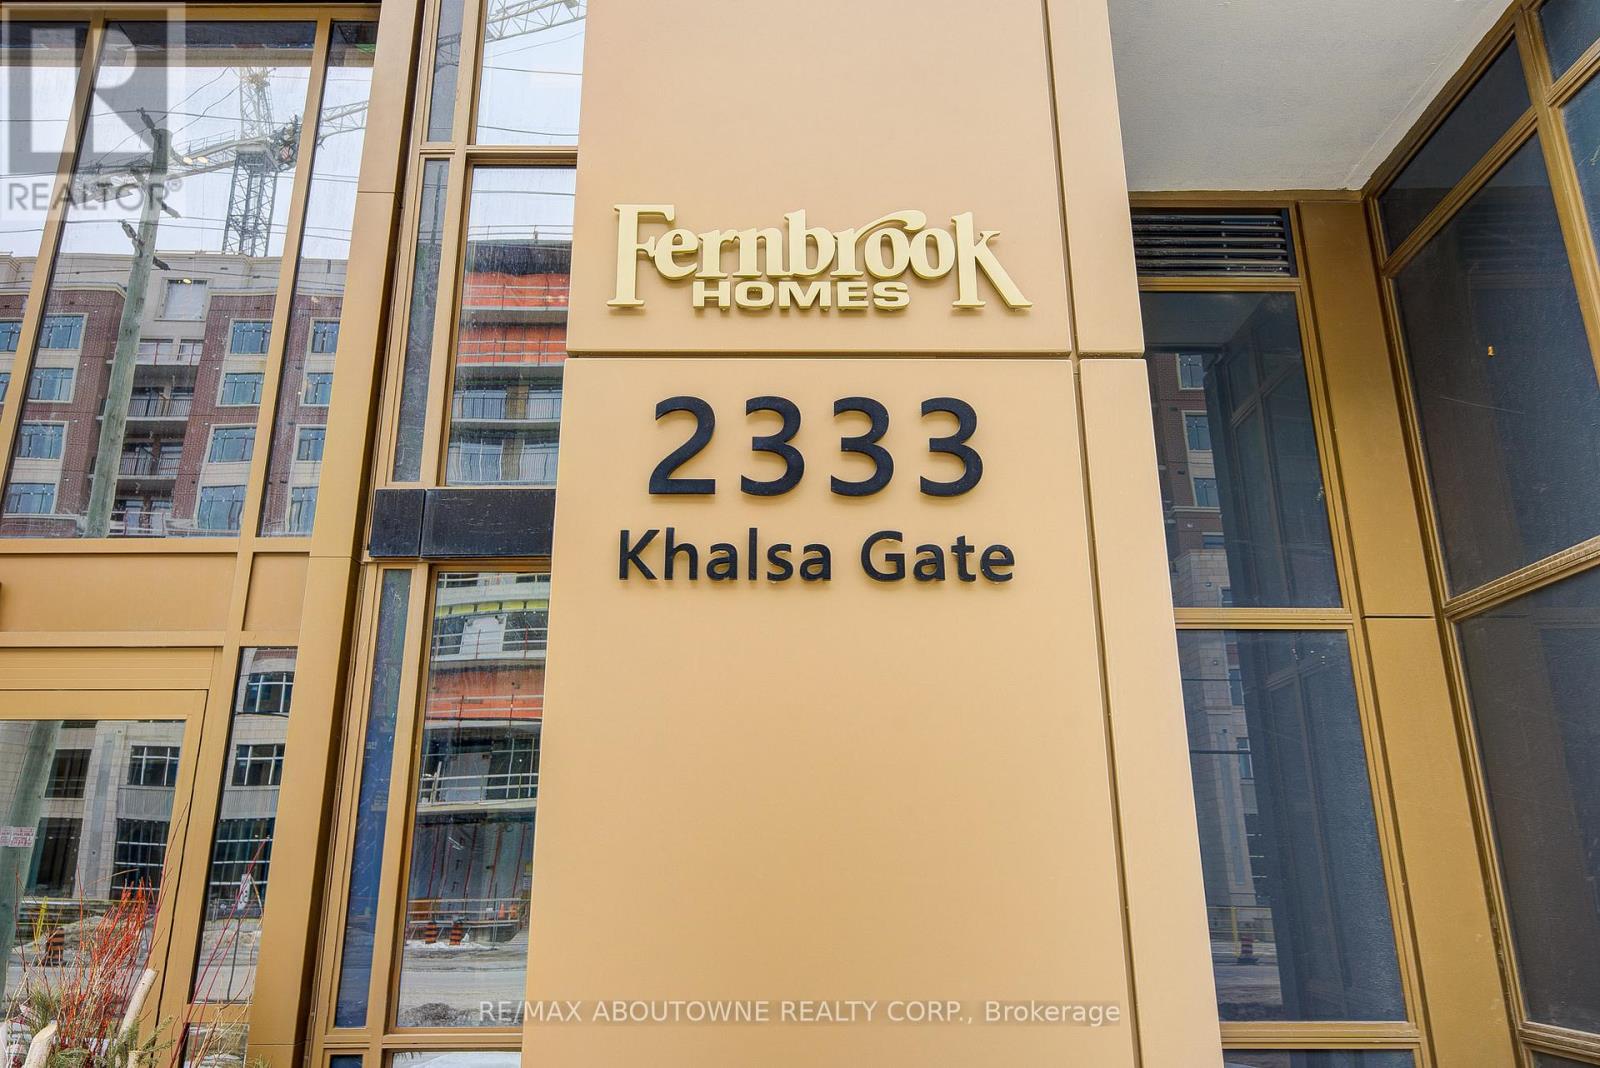 REALTOR®
Fernbrook
HOMES
2333
Khalsa Gate
RE/MAX ABOUTOWNE REALTY CORP., Brokerage